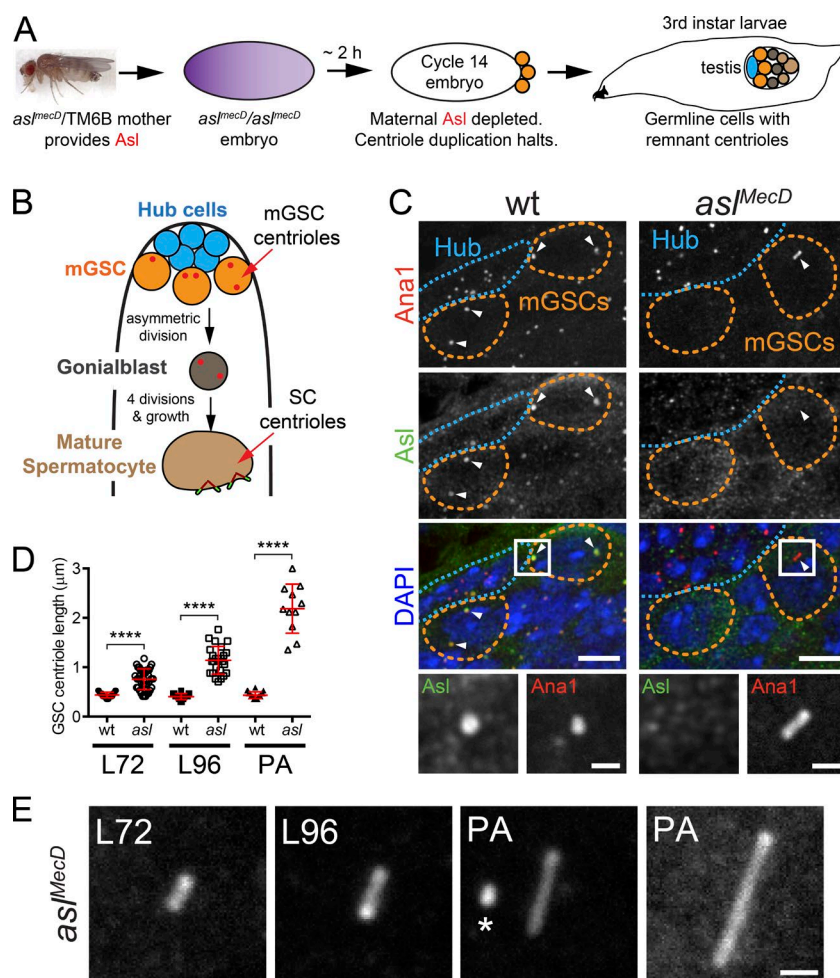 A
asl^mecD/TM6B mother
provides Asl
asl^mecD/asl^mecD
embryo
~ 2 h
Cycle 14
embryo
Maternal Asl depleted.
Centriole duplication halts.
3rd instar larvae
testis
Germline cells with
remnant centrioles
B
Hub cells
mGSC
mGSC
centrioles
asymmetric
division
Gonialblast
4 divisions
& growth
SC
centrioles
Mature
Spermatocyte
C
wt
asl^MecD
Ana1
Hub
mGSCs
Hub
mGSCs
Asl
DAPI
Asl
Ana1
Asl
Ana1
D
GSC centriole length (μm)
3
2
1
0
****
****
****
wt
asl
wt
asl
wt
asl
L72
L96
PA
E
asl^MecD
L72
L96
PA
*
PA